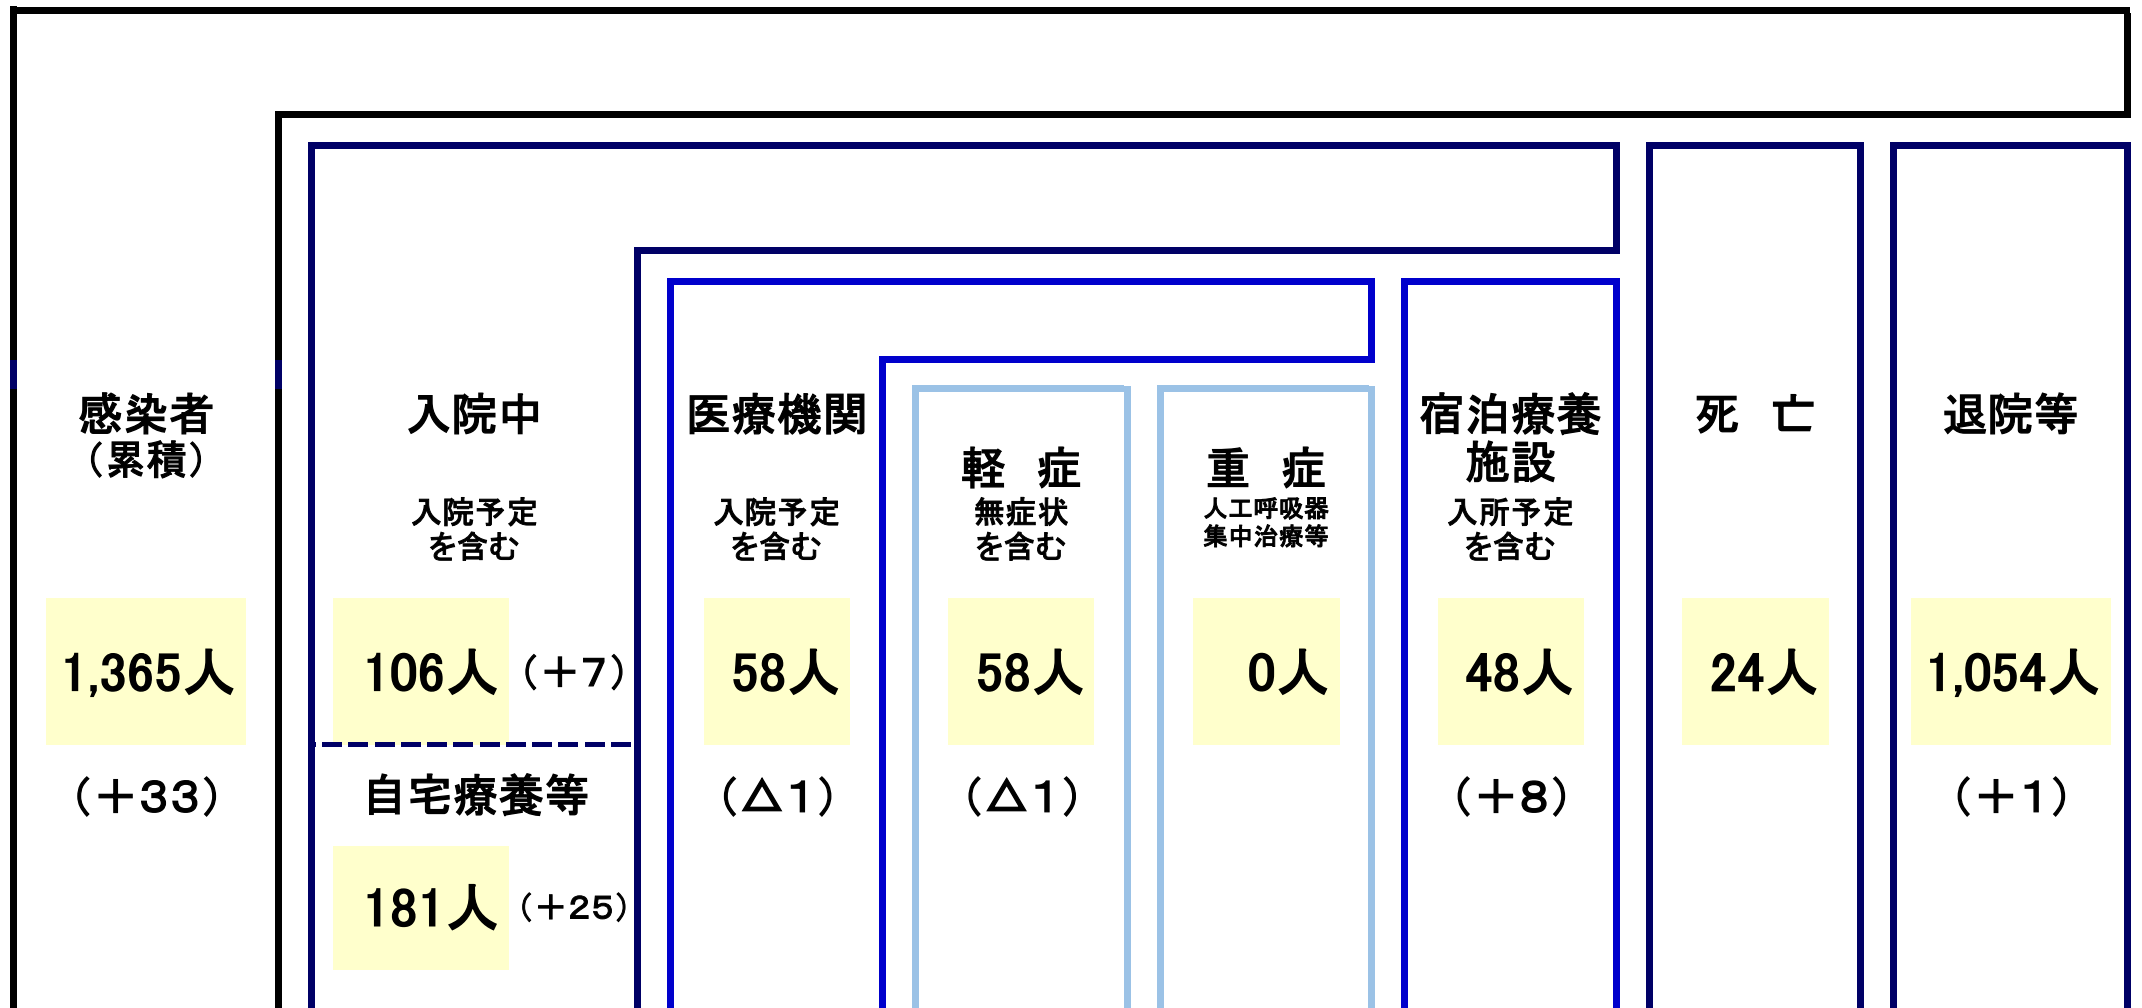 感染者
（累積）
1,365人
（＋33）
入院中
入院予定
を含む
106人（＋7）
自宅療養等
181人（＋25）
医療機関
入院予定
を含む
58人
（△1）
軽　症
無症状
を含む
58人
（△1）
重　症
人工呼吸器
集中治療等
0人
宿泊療養
施設
入所予定
を含む
48人
（＋8）
死　亡
24人
退院等
1,054人
（＋1）